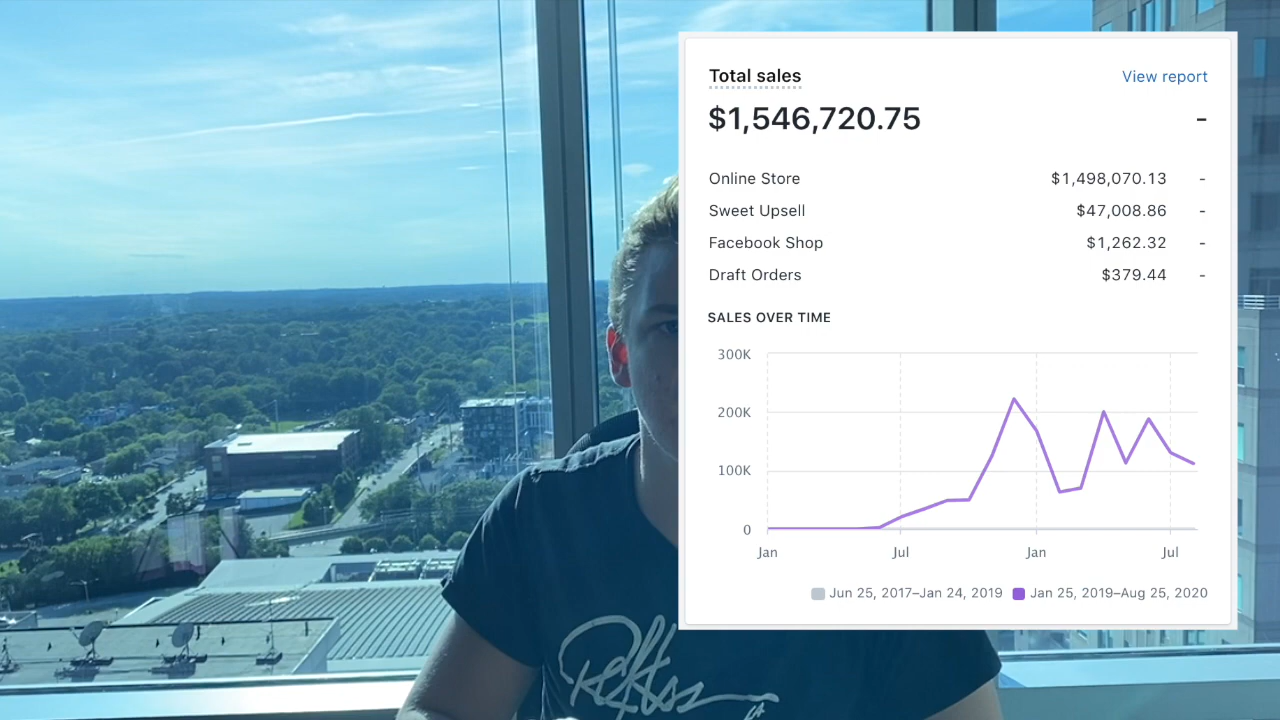 Total sales View report
$1,546,720.75 -
Online Store $1,498,070.13 -
Sweet Upsell $47,008.86 -
Facebook Shop $1,262.32 -
Draft Orders $379.44 -
SALES OVER TIME
300K
200K
100K
0
Jan Jul Jan Jul
Jun 25, 2017–Jan 24, 2019 Jan 25, 2019–Aug 25, 2020